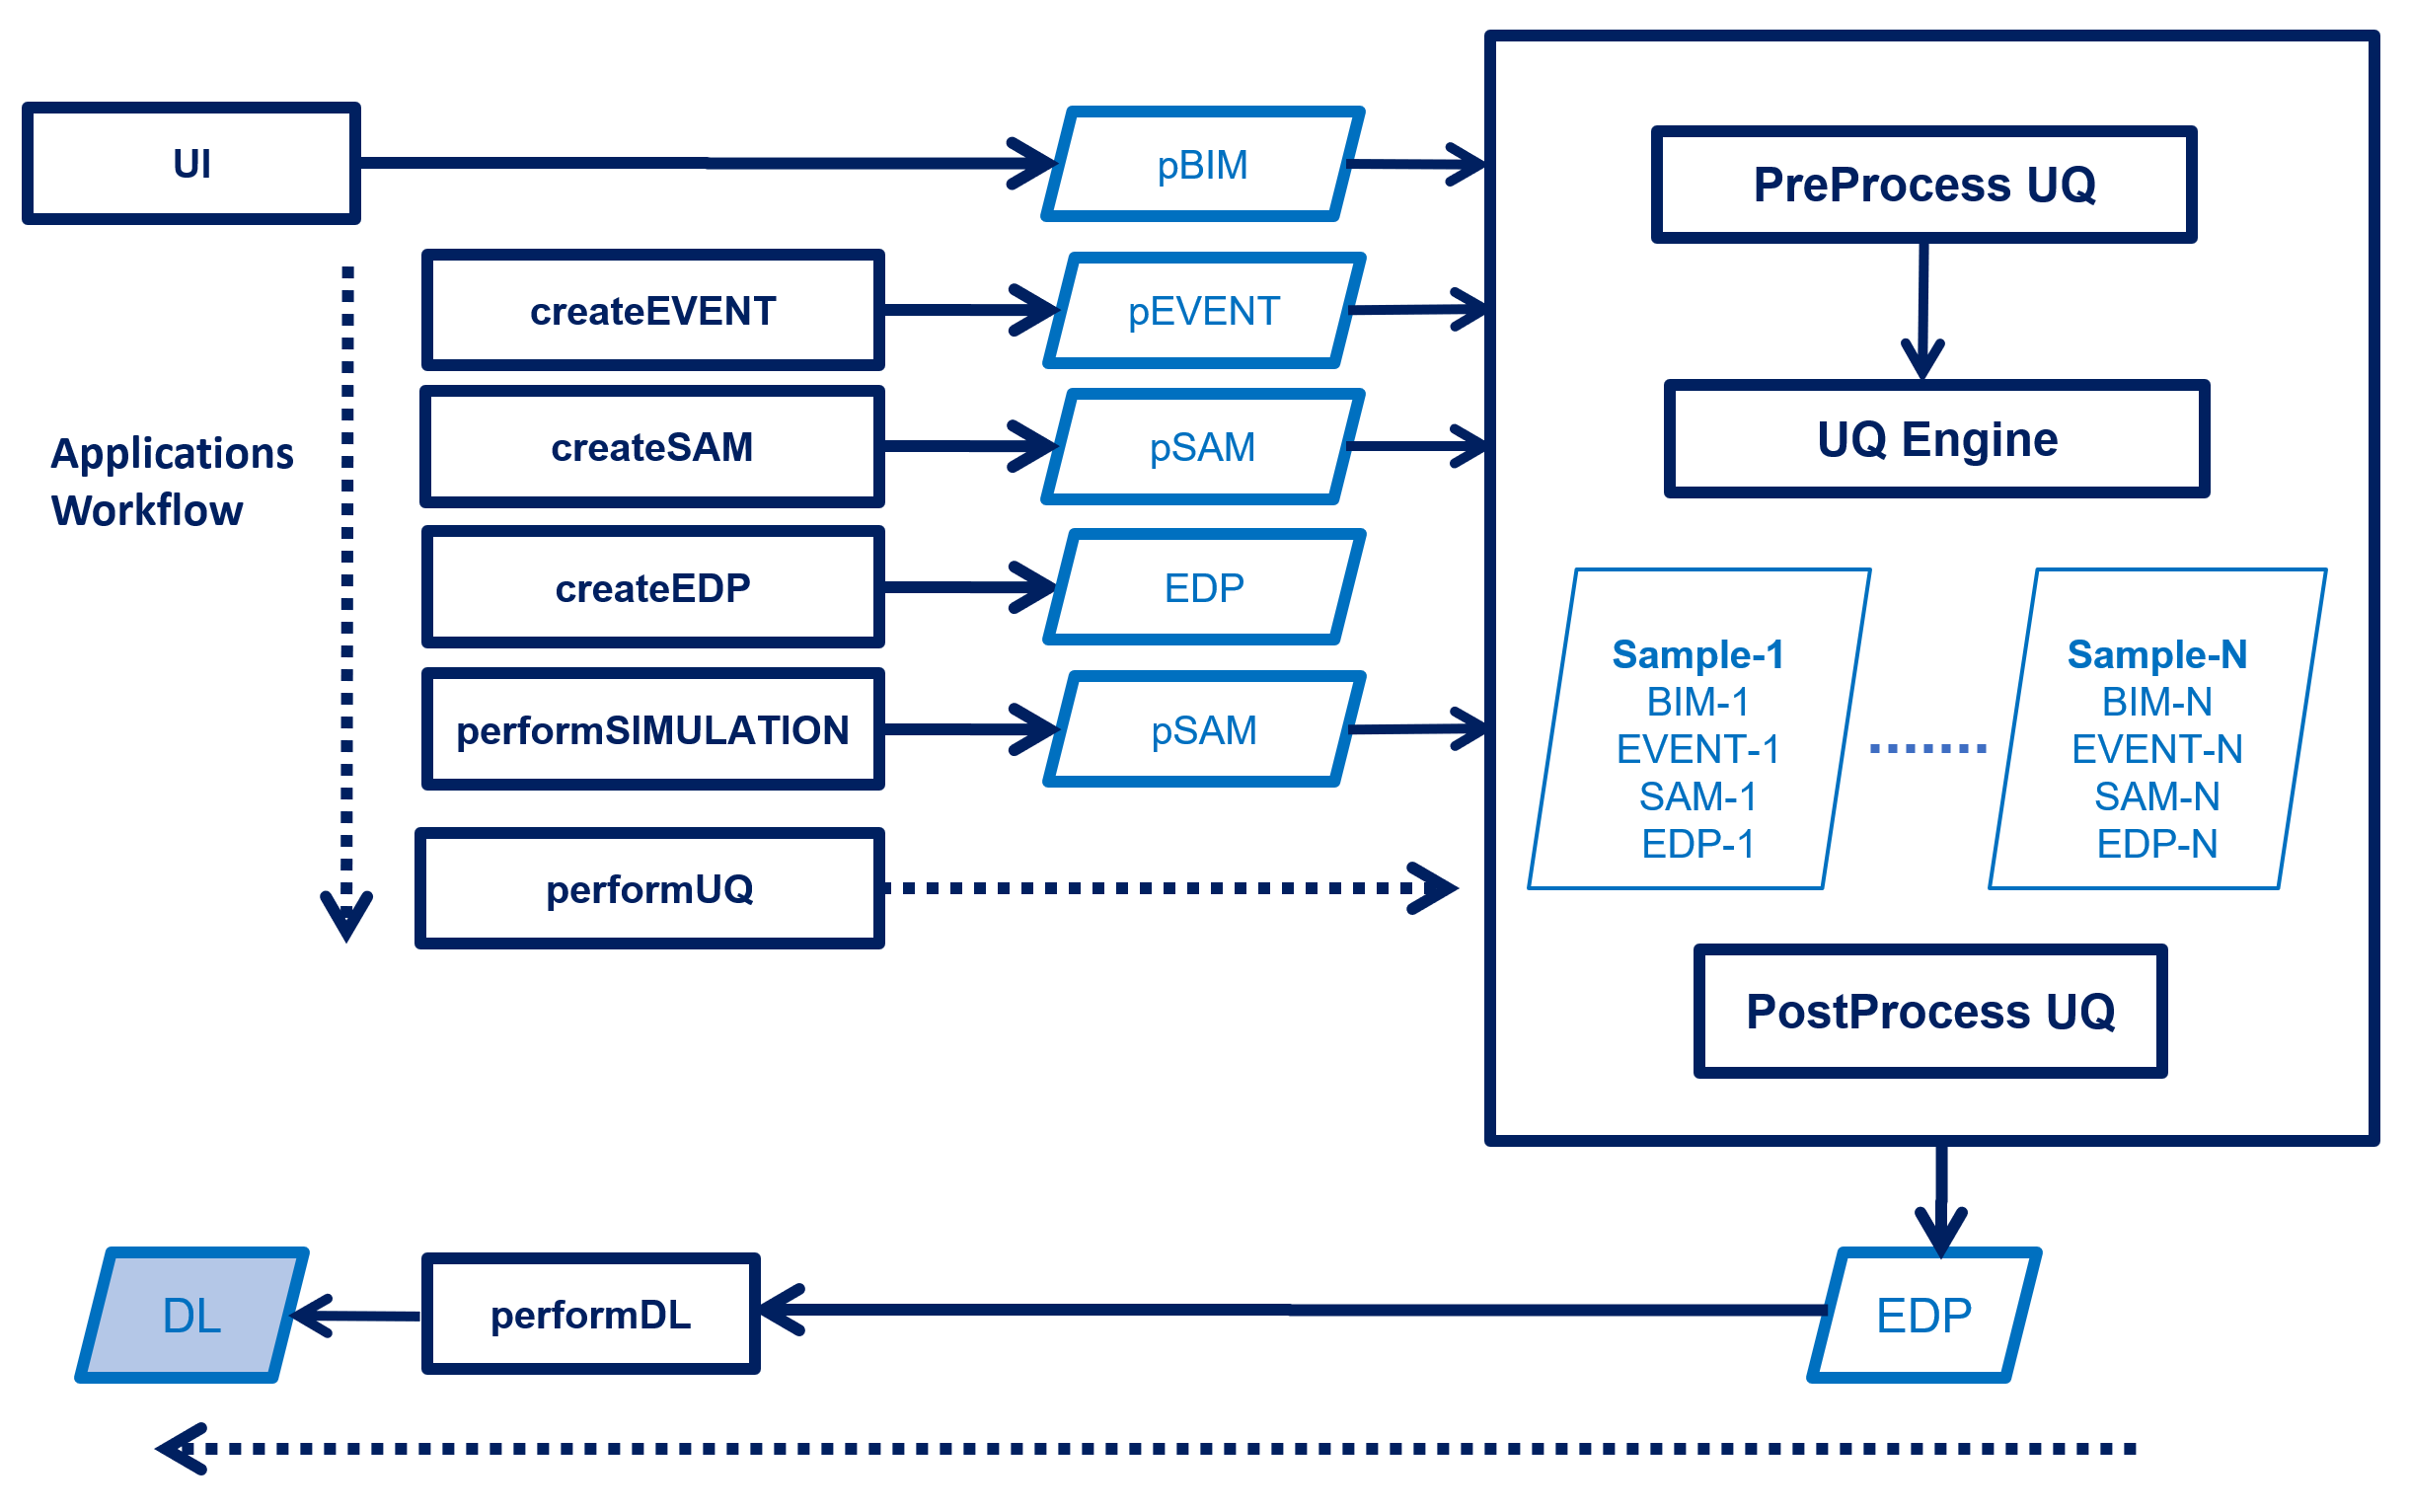 UI
pBIM
createEVENT
pEVENT
createSAM
pSAM
createEDP
EDP
performSIMULATION
pSAM
performUQ
Applications
Workflow
PreProcess UQ
UQ Engine
Sample-1
BIM-1
EVENT-1
SAM-1
EDP-1
Sample-N
BIM-N
EVENT-N
SAM-N
EDP-N
PostProcess UQ
DL
performDL
EDP